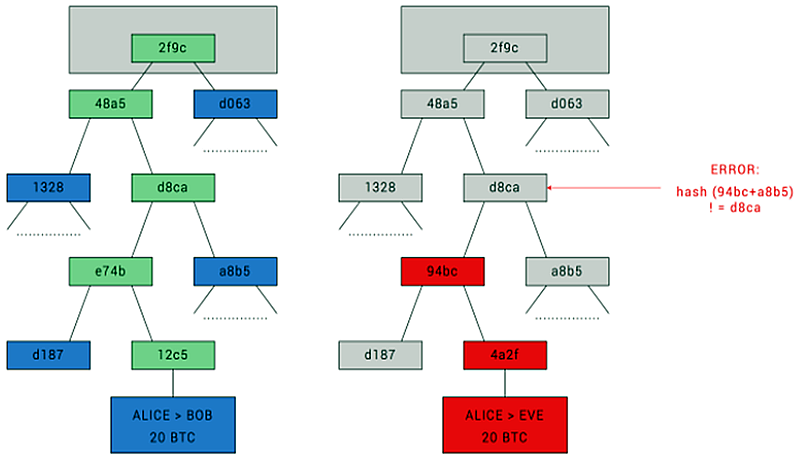 2f9c
48a5
d063
1328
d8ca
e74b
a8b5
d187
12c5
ALICE > BOB
20 BTC
2f9c
48a5
d063
1328
d8ca
ERROR:
hash (94bc+a8b5)
! = d8ca
94bc
a8b5
d187
4a2f
ALICE > EVE
20 BTC